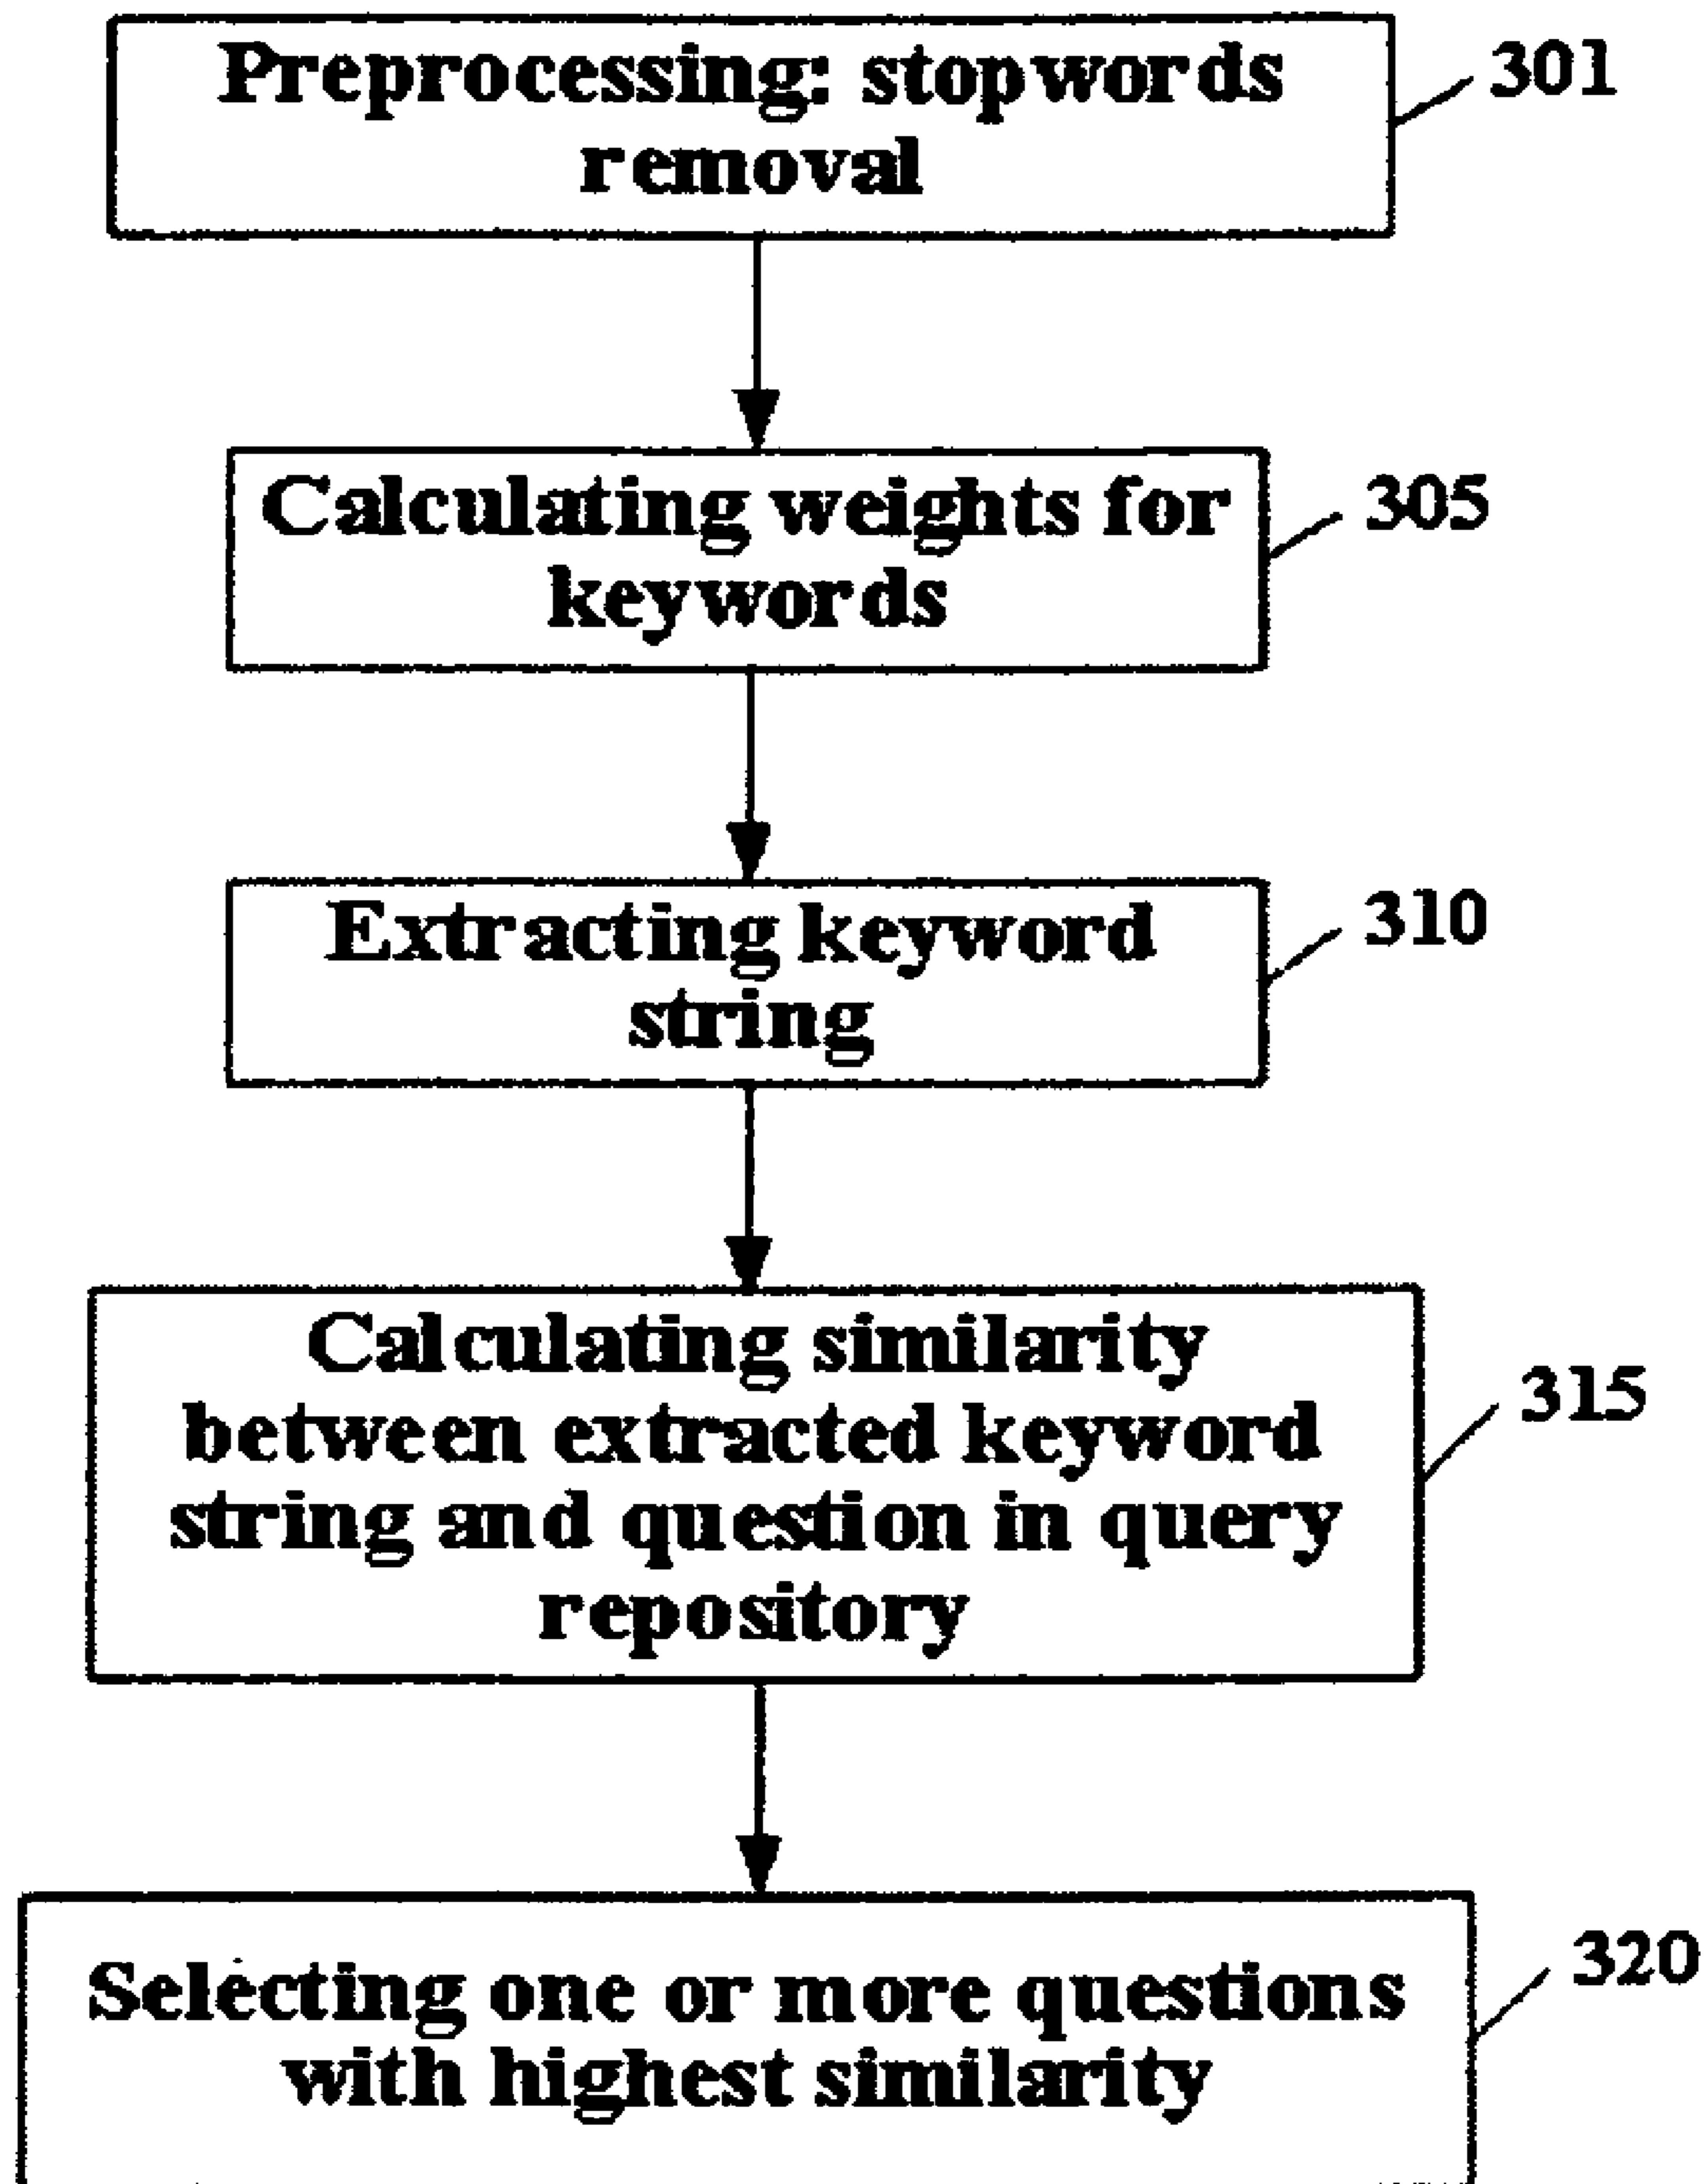 Preprocessing: stopwords
removal
301
Calculating weights for
keywords
305
Extracting keyword
string
310
Calculating similarity
between extracted keyword
string and question in query
repository
315
Selecting one or more questions
with highest similarity
320